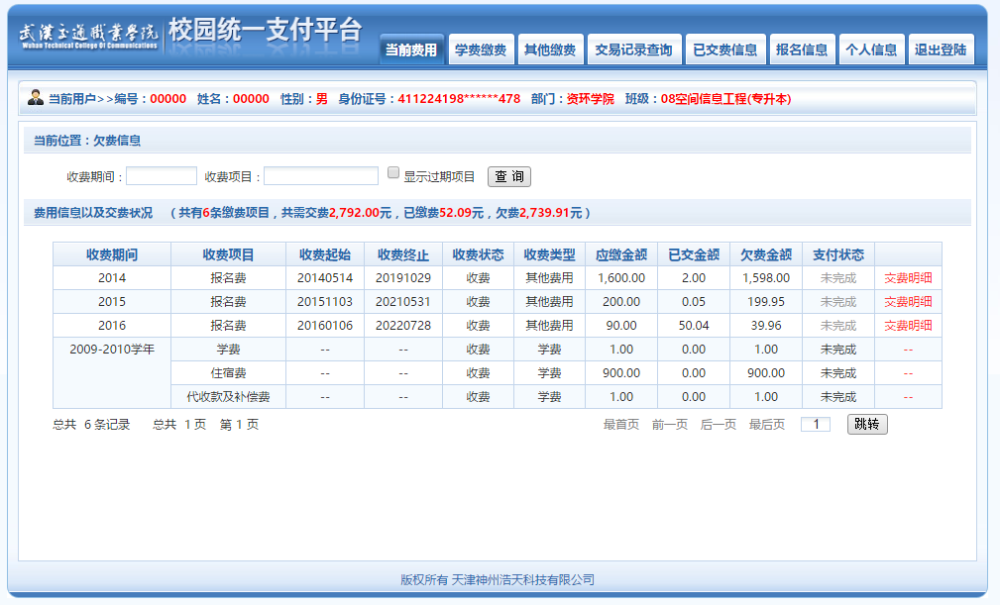 武漢交通職業學院 校园统一支付平台
Wuhan Technical College Of Communications
当前费用 学费缴费 其他缴费 交易记录查询 已交费信息 报名信息 个人信息 退出登陆
当前用户>>编号：00000 姓名：00000 性别：男 身份证号：411224198******478 部门：资环学院 班级：08空间信息工程(专升本)
当前位置：欠费信息
收费期间： 收费项目： 显示过期项目 查 询
费用信息以及交费状况 （共有6条缴费项目，共需交费2,792.00元，已缴费52.09元，欠费2,739.91元）
收费期间 收费项目 收费起始 收费终止 收费状态 收费类型 应缴金额 已交金额 欠费金额 支付状态
2014 报名费 20140514 20191029 收费 其他费用 1,600.00 2.00 1,598.00 未完成 交费明细
2015 报名费 20151103 20210531 收费 其他费用 200.00 0.05 199.95 未完成 交费明细
2016 报名费 20160106 20220728 收费 其他费用 90.00 50.04 39.96 未完成 交费明细
2009-2010学年 学费 -- -- 收费 学费 1.00 0.00 1.00 未完成 --
住宿费 -- -- 收费 学费 900.00 0.00 900.00 未完成 --
代收款及补偿费 -- -- 收费 学费 1.00 0.00 1.00 未完成 --
总共 6 条记录 总共 1 页 第 1 页 最首页 前一页 后一页 最后页 1 跳转
版权所有 天津神州浩天科技有限公司